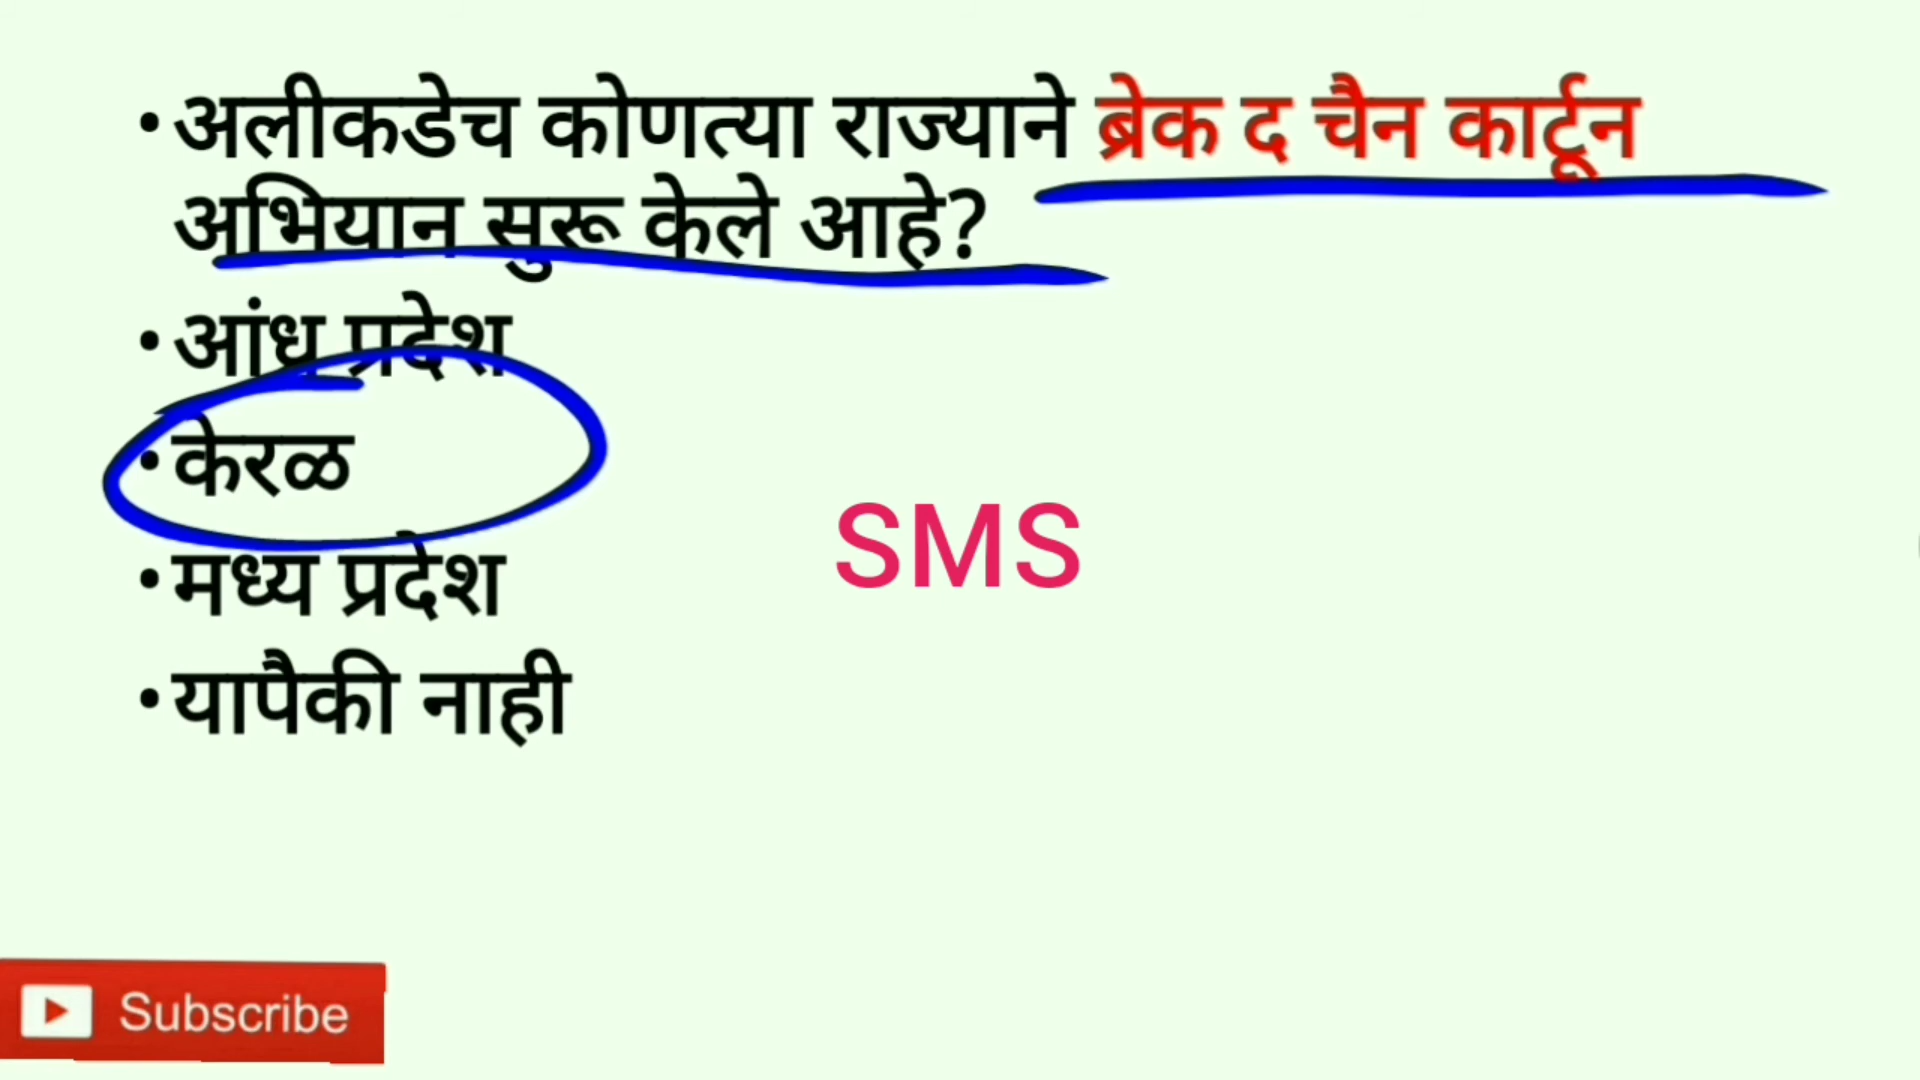 • अलीकडेच कोणत्या राज्याने ब्रेक द चैन कार्टून
अभियान सुरू केले आहे?
• आंध्र प्रदेश
• केरळ
• मध्य प्रदेश
• यापैकी नाही
SMS
Subscribe